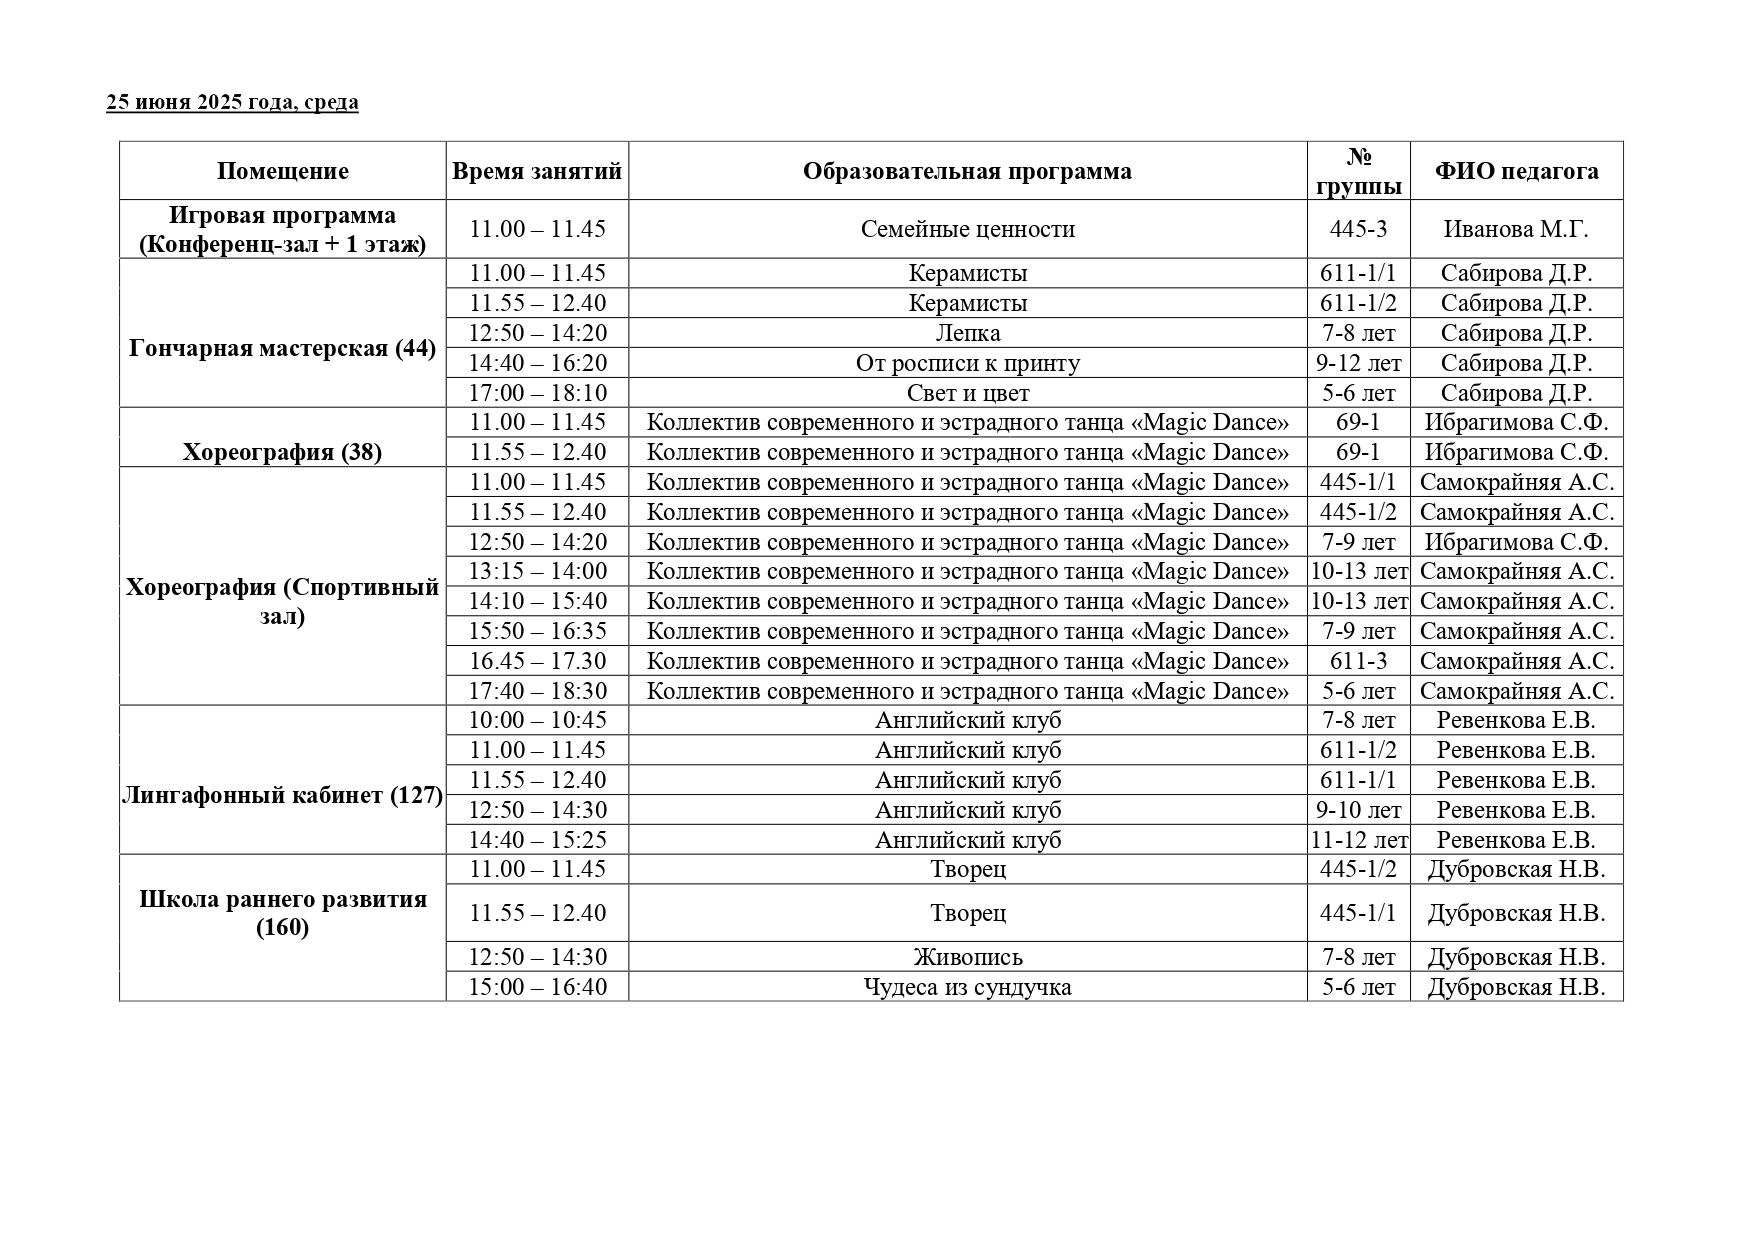 25 июня 2025 года, среда
Помещение Время занятий Образовательная программа № группы ФИО педагога
Игровая программа (Конференц-зал + 1 этаж) 11.00 – 11.45 Семейные ценности 445-3 Иванова М.Г.
Гончарная мастерская (44) 11.00 – 11.45 Керамисты 611-1/1 Сабирова Д.Р.
11.55 – 12.40 Керамисты 611-1/2 Сабирова Д.Р.
12:50 – 14:20 Лепка 7-8 лет Сабирова Д.Р.
14:40 – 16:20 От росписи к принту 9-12 лет Сабирова Д.Р.
17:00 – 18:10 Свет и цвет 5-6 лет Сабирова Д.Р.
Хореография (38) 11.00 – 11.45 Коллектив современного и эстрадного танца «Magic Dance» 69-1 Ибрагимова С.Ф.
11.55 – 12.40 Коллектив современного и эстрадного танца «Magic Dance» 69-1 Ибрагимова С.Ф.
Хореография (Спортивный зал) 11.00 – 11.45 Коллектив современного и эстрадного танца «Magic Dance» 445-1/1 Самокрайняя А.С.
11.55 – 12.40 Коллектив современного и эстрадного танца «Magic Dance» 445-1/2 Самокрайняя А.С.
12:50 – 14:20 Коллектив современного и эстрадного танца «Magic Dance» 7-9 лет Ибрагимова С.Ф.
13:15 – 14:00 Коллектив современного и эстрадного танца «Magic Dance» 10-13 лет Самокрайняя А.С.
14:10 – 15:40 Коллектив современного и эстрадного танца «Magic Dance» 10-13 лет Самокрайняя А.С.
15:50 – 16:35 Коллектив современного и эстрадного танца «Magic Dance» 7-9 лет Самокрайняя А.С.
16.45 – 17.30 Коллектив современного и эстрадного танца «Magic Dance» 611-3 Самокрайняя А.С.
17:40 – 18:30 Коллектив современного и эстрадного танца «Magic Dance» 5-6 лет Самокрайняя А.С.
Лингафонный кабинет (127) 10:00 – 10:45 Английский клуб 7-8 лет Ревенкова Е.В.
11.00 – 11.45 Английский клуб 611-1/2 Ревенкова Е.В.
11.55 – 12.40 Английский клуб 611-1/1 Ревенкова Е.В.
12:50 – 14:30 Английский клуб 9-10 лет Ревенкова Е.В.
14:40 – 15:25 Английский клуб 11-12 лет Ревенкова Е.В.
Школа раннего развития (160) 11.00 – 11.45 Творец 445-1/2 Дубровская Н.В.
11.55 – 12.40 Творец 445-1/1 Дубровская Н.В.
12:50 – 14:30 Живопись 7-8 лет Дубровская Н.В.
15:00 – 16:40 Чудеса из сундучка 5-6 лет Дубровская Н.В.